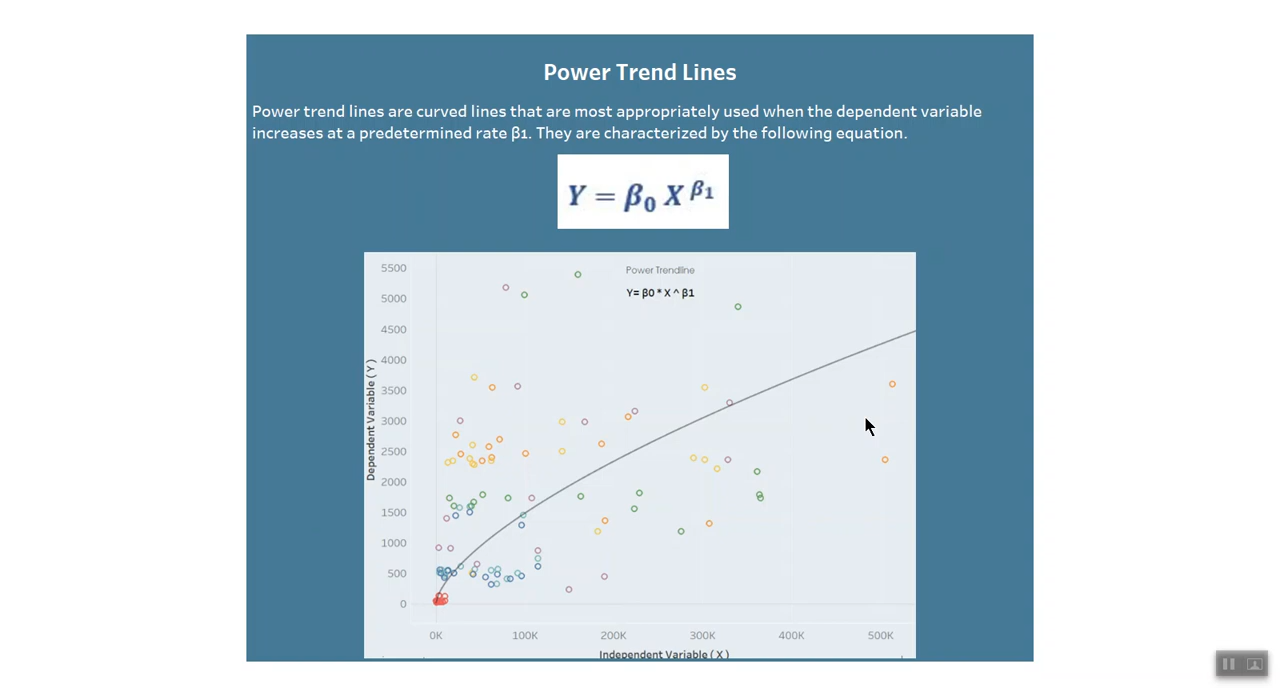 Power Trend Lines
Power trend lines are curved lines that are most appropriately used when the dependent variable
increases at a predetermined rate β1. They are characterized by the following equation.
Y = β₀ X^β₁
Power Trendline
Y= β0 * X ^ β1
Dependent Variable ( Y )
5500
5000
4500
4000
3500
3000
2500
2000
1500
1000
500
0
0K 100K 200K 300K 400K 500K
Independent Variable ( X )